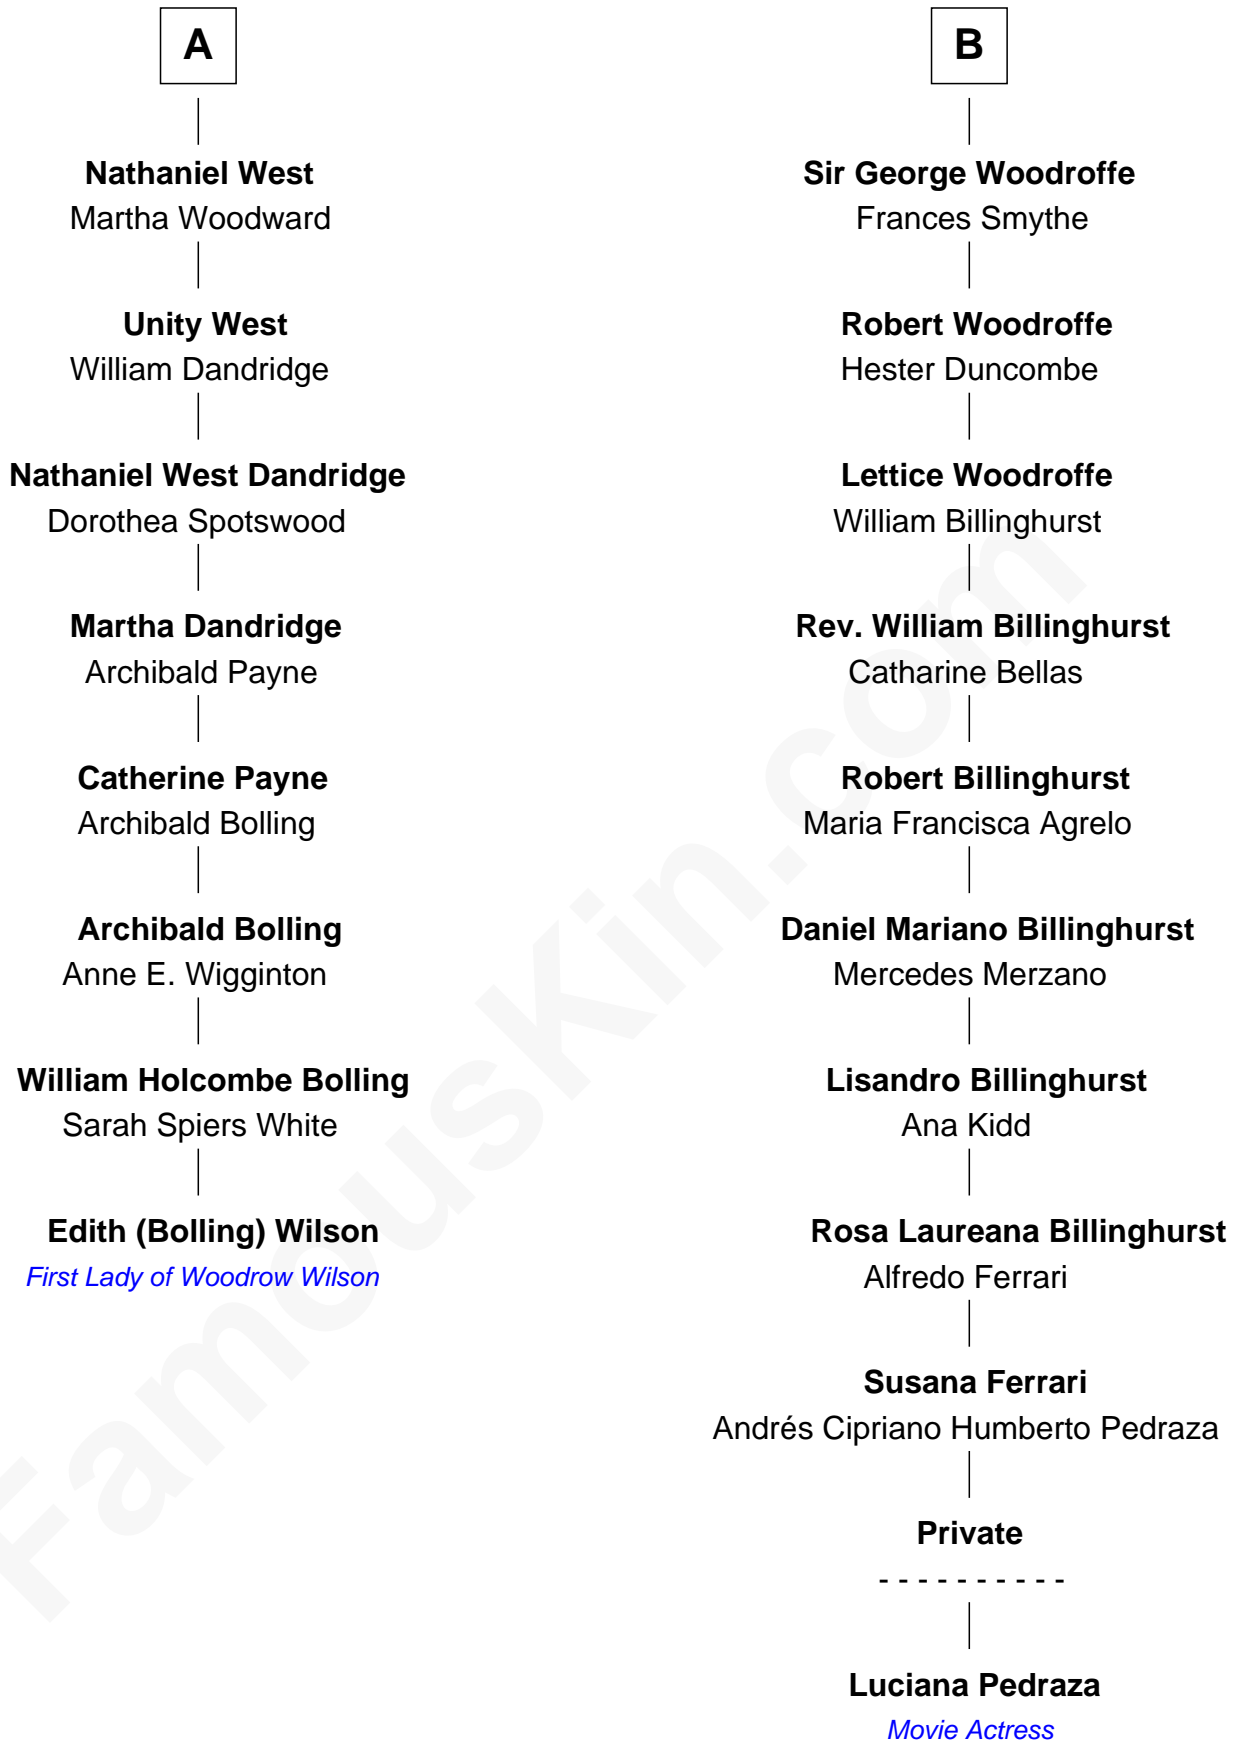 A
Nathaniel West
Martha Woodward
Unity West
William Dandridge
Nathaniel West Dandridge
Dorothea Spotswood
Martha Dandridge
Archibald Payne
Catherine Payne
Archibald Bolling
Archibald Bolling
Anne E. Wigginton
William Holcombe Bolling
Sarah Spiers White
Edith (Bolling) Wilson
First Lady of Woodrow Wilson
B
Sir George Woodroffe
Frances Smythe
Robert Woodroffe
Hester Duncombe
Lettice Woodroffe
William Billinghurst
Rev. William Billinghurst
Catharine Bellas
Robert Billinghurst
Maria Francisca Agrelo
Daniel Mariano Billinghurst
Mercedes Merzano
Lisandro Billinghurst
Ana Kidd
Rosa Laureana Billinghurst
Alfredo Ferrari
Susana Ferrari
Andrés Cipriano Humberto Pedraza
Private
- - - - - - - - - -
Luciana Pedraza
Movie Actress
FamousKin.com